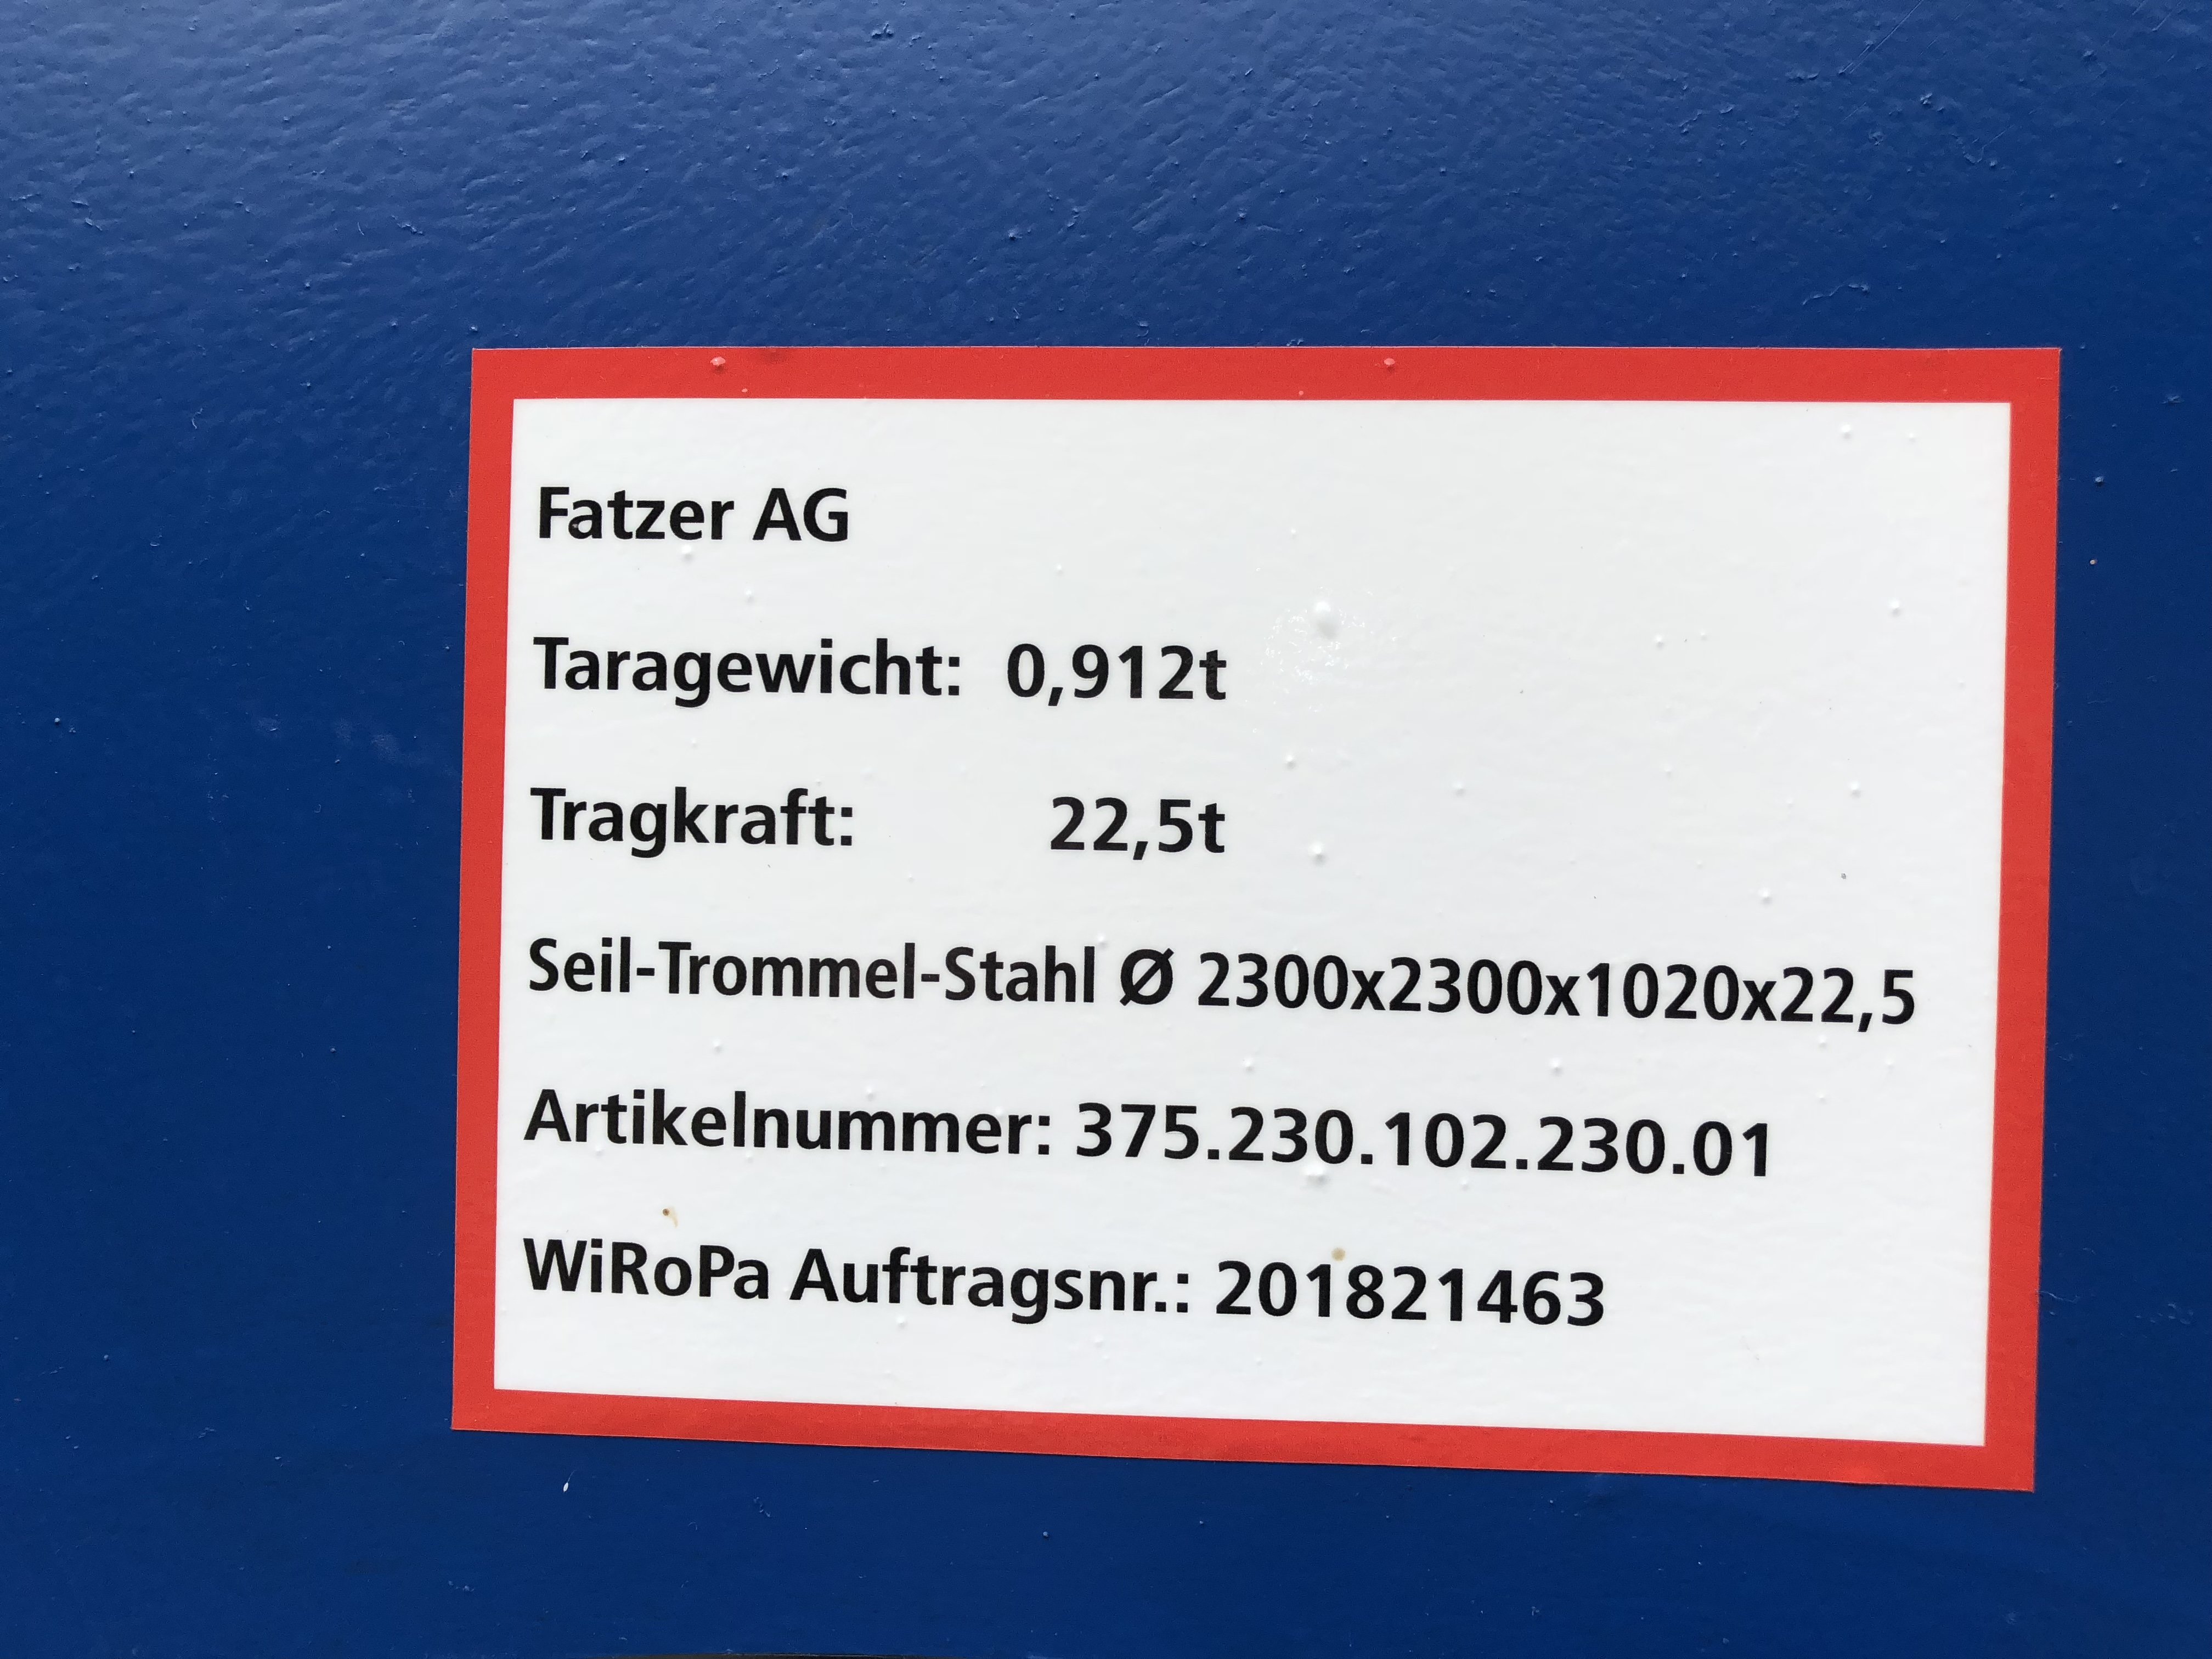 Fatzer AG
Taragewicht: 0,912t
Tragkraft: 22,5t
Seil-Trommel-Stahl Ø 2300x2300x1020x22,5
Artikelnummer: 375.230.102.230.01
WiRoPa Auftragsnr.: 201821463